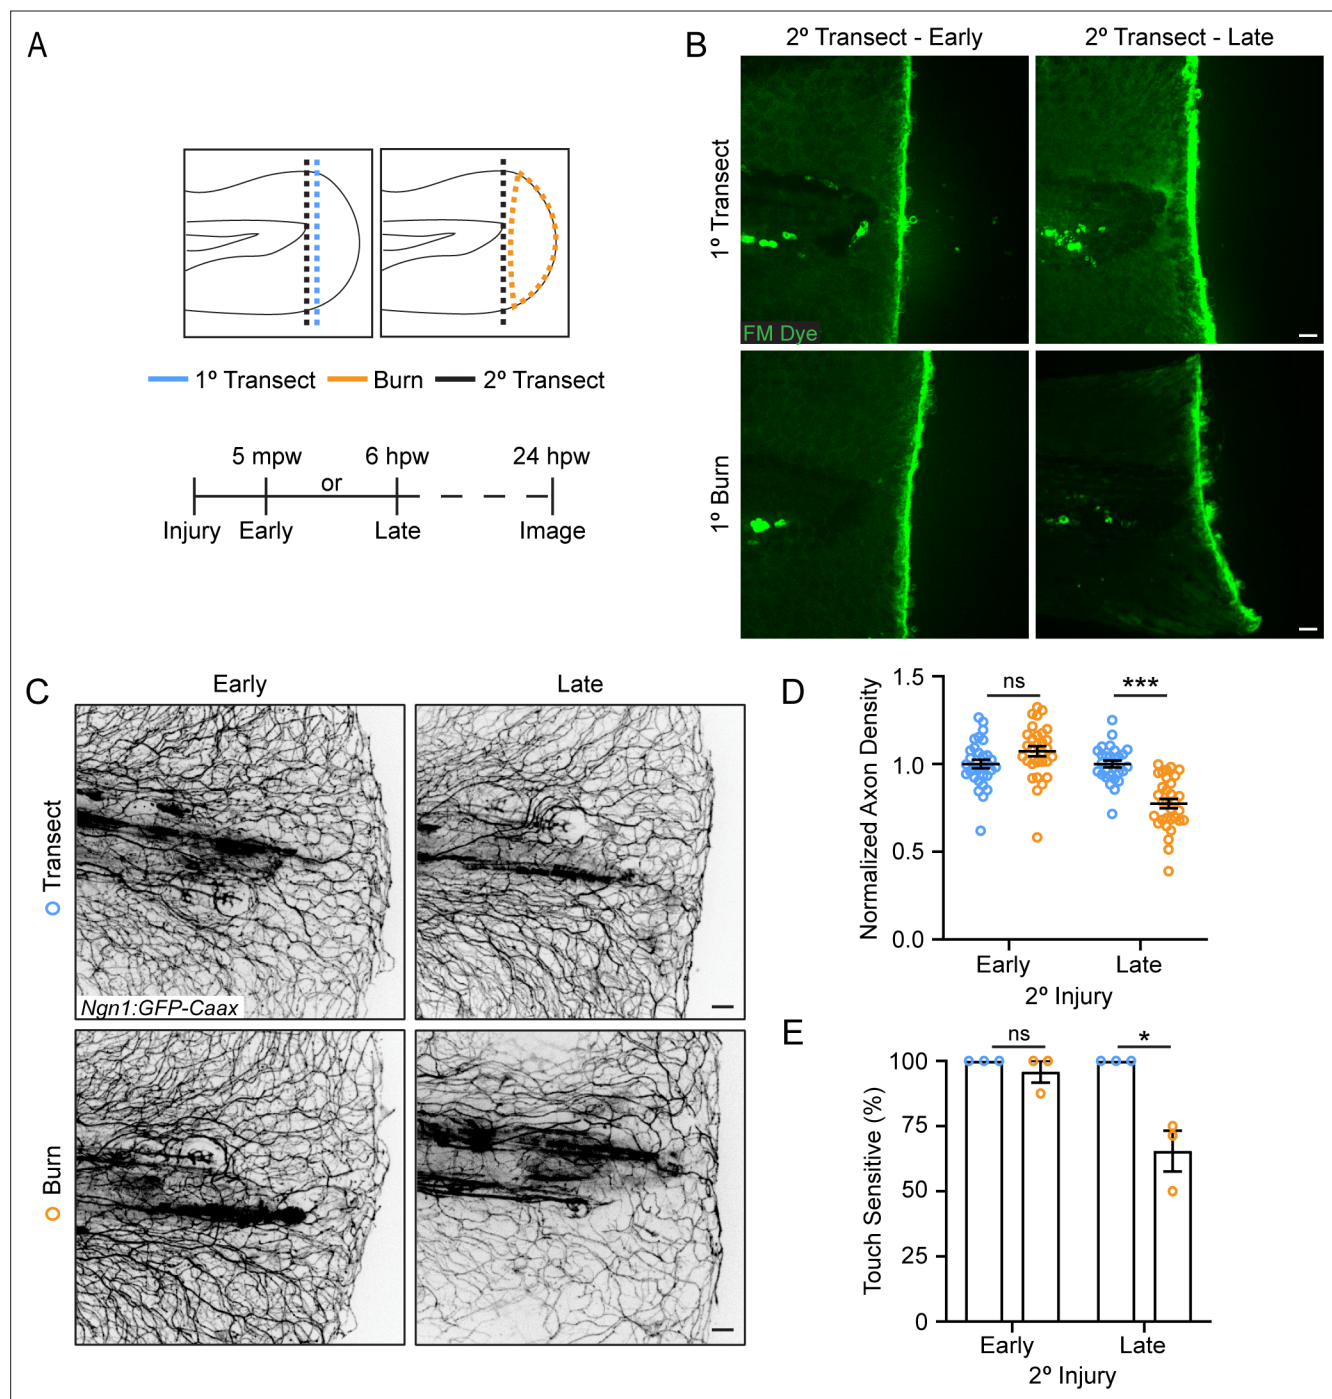 A
1º Transect Burn 2º Transect
5 mpw 6 hpw 24 hpw
or
Injury Early Late Image
B
2º Transect - Early 2º Transect - Late
1º Transect
FM Dye
1º Burn
C
Early Late
Transect
Ngn1:GFP-Caax
Burn
D
Normalized Axon Density
1.5
1.0
0.5
0.0
ns ***
Early Late
2º Injury
E
Touch Sensitive (%)
100
75
50
25
0
ns *
Early Late
2º Injury